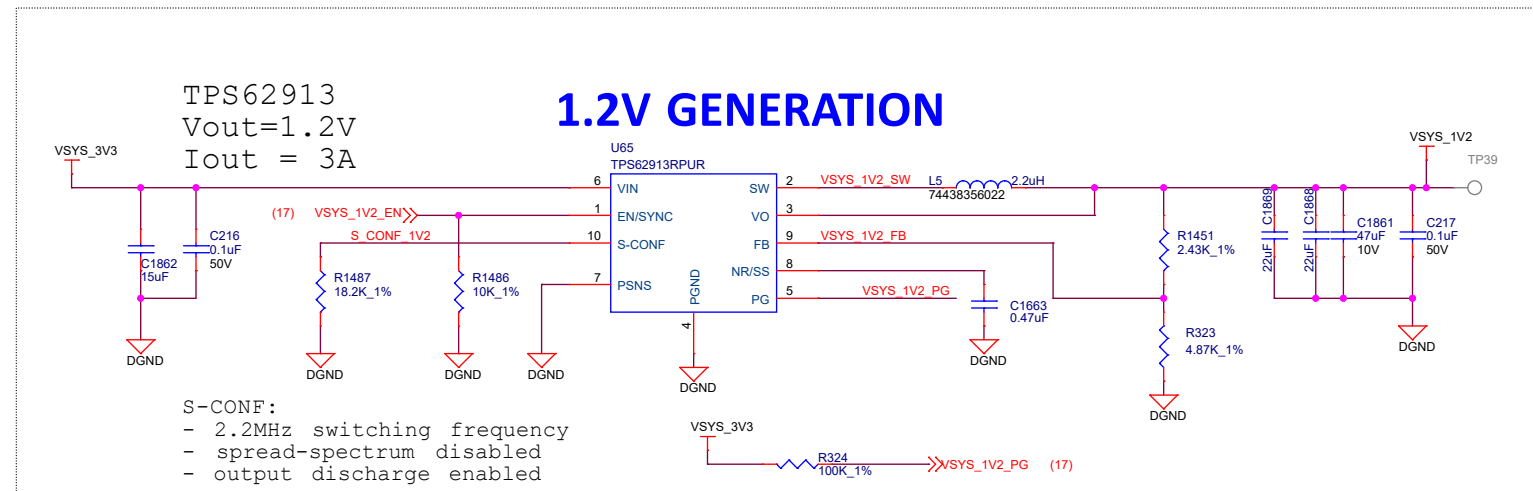 TPS62913
Vout=1.2V
Iout = 3A
1.2V GENERATION
VSYS_3V3
VSYS_1V2
TP39
U65
TPS62913RPUR
6
VIN
SW
2
VSYS_1V2_SW
L5
2.2uH
74438356022
(17)
VSYS_1V2_EN
1
EN/SYNC
VO
3
S_CONF_1V2
10
S-CONF
FB
9
VSYS_1V2_FB
7
PSNS
PGND
4
NR/SS
8
PG
5
VSYS_1V2_PG
C1862
15uF
C216
0.1uF
50V
R1487
18.2K_1%
R1486
10K_1%
C1663
0.47uF
R1451
2.43K_1%
R323
4.87K_1%
C1869
22uF
C1868
22uF
C1861
47uF
10V
C217
0.1uF
50V
DGND
DGND
DGND
DGND
DGND
DGND
DGND
DGND
S-CONF:
- 2.2MHz switching frequency
- spread-spectrum disabled
- output discharge enabled
VSYS_3V3
R324
100K_1%
VSYS_1V2_PG
(17)